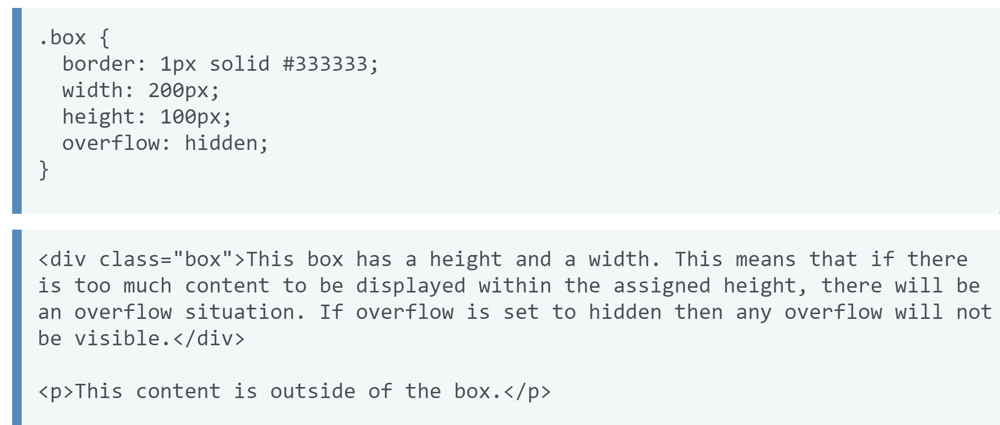 .box {
  border: 1px solid #333333;
  width: 200px;
  height: 100px;
  overflow: hidden;
}
<div class="box">This box has a height and a width. This means that if there
is too much content to be displayed within the assigned height, there will be
an overflow situation. If overflow is set to hidden then any overflow will not
be visible.</div>
<p>This content is outside of the box.</p>